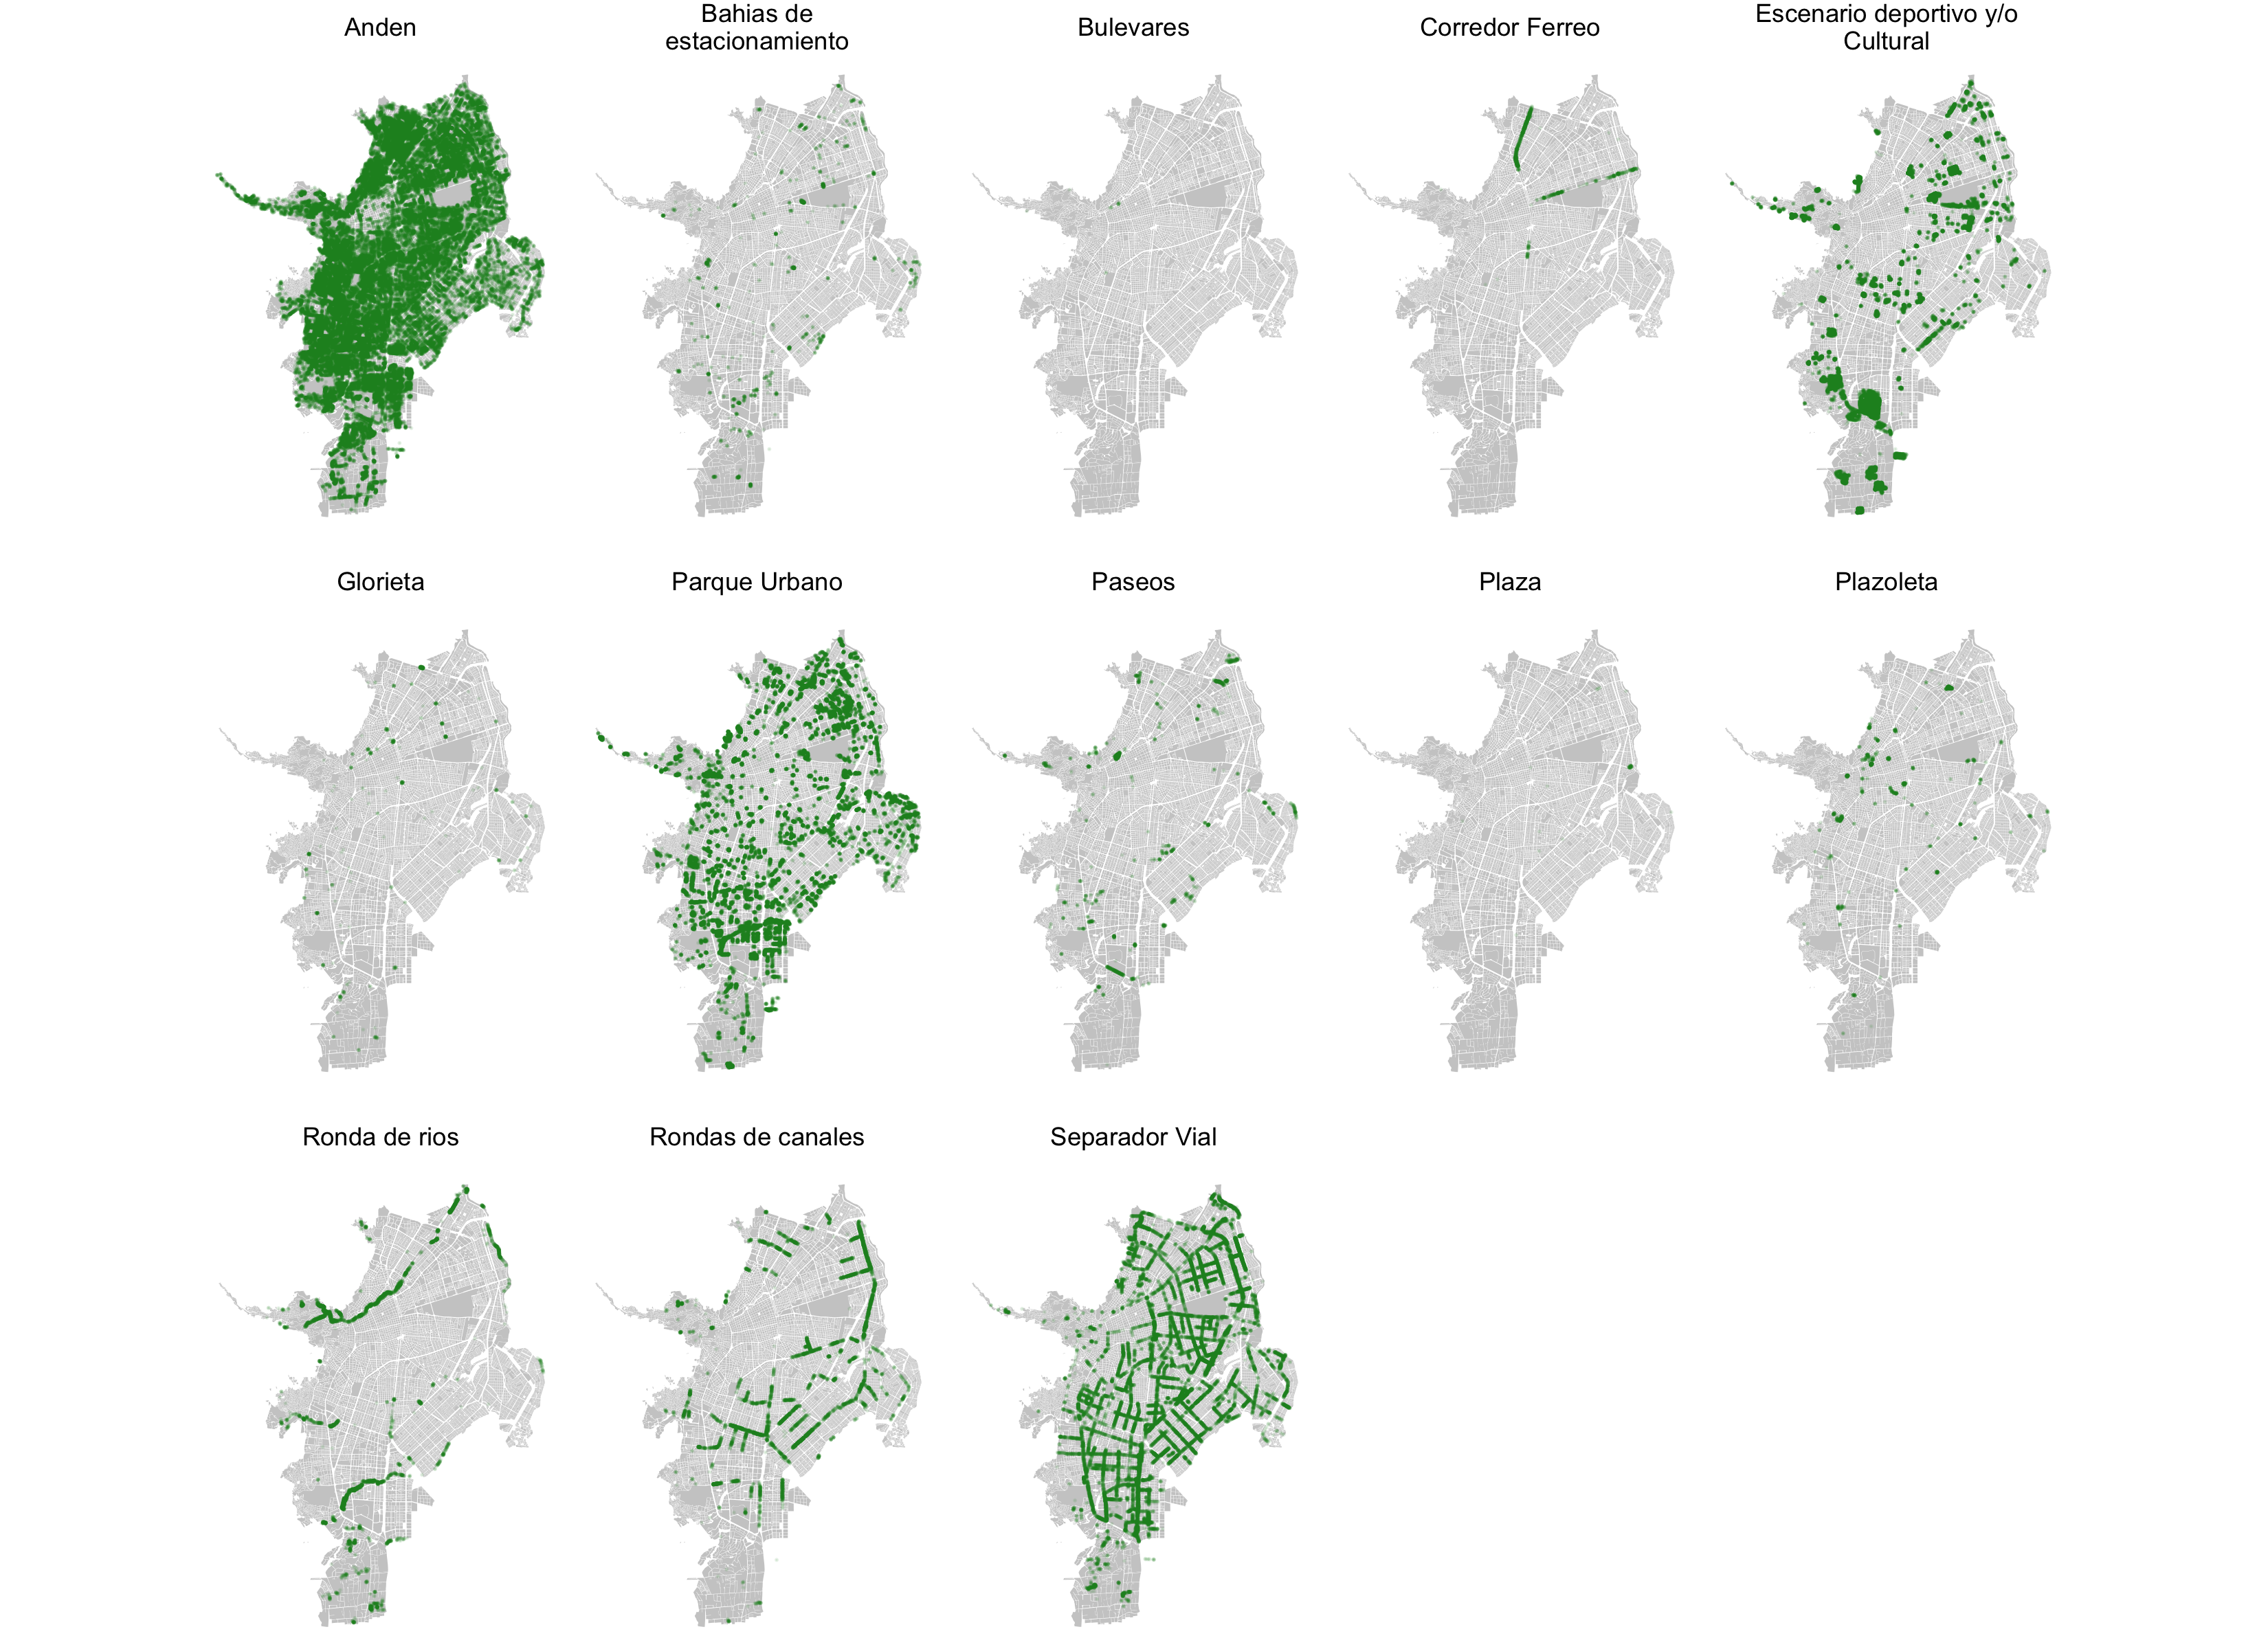 Anden
Bahias de
estacionamiento
Bulevares
Corredor Ferreo
Escenario deportivo y/o
Cultural
Glorieta
Parque Urbano
Paseos
Plaza
Plazoleta
Ronda de rios
Rondas de canales
Separador Vial